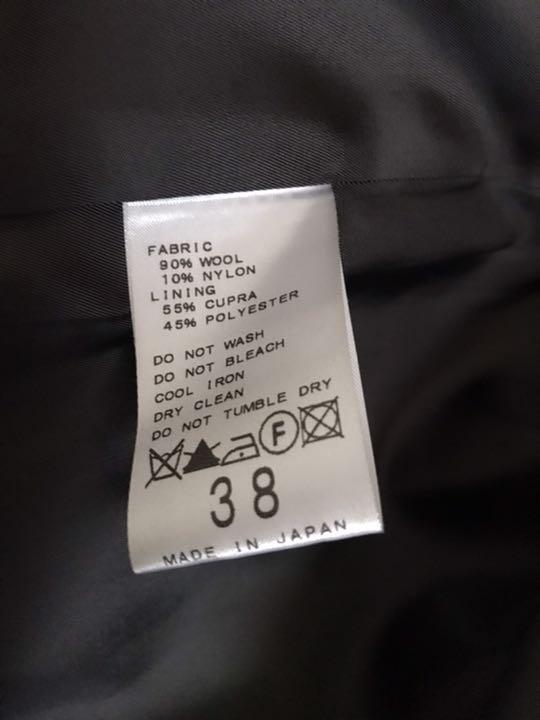 FABRIC
90% WOOL
10% NYLON
LINING
55% CUPRA
45% POLYESTER
DO NOT WASH
DO NOT BLEACH
COOL IRON
DRY CLEAN
DO NOT TUMBLE DRY
F
38
MADE IN JAPAN